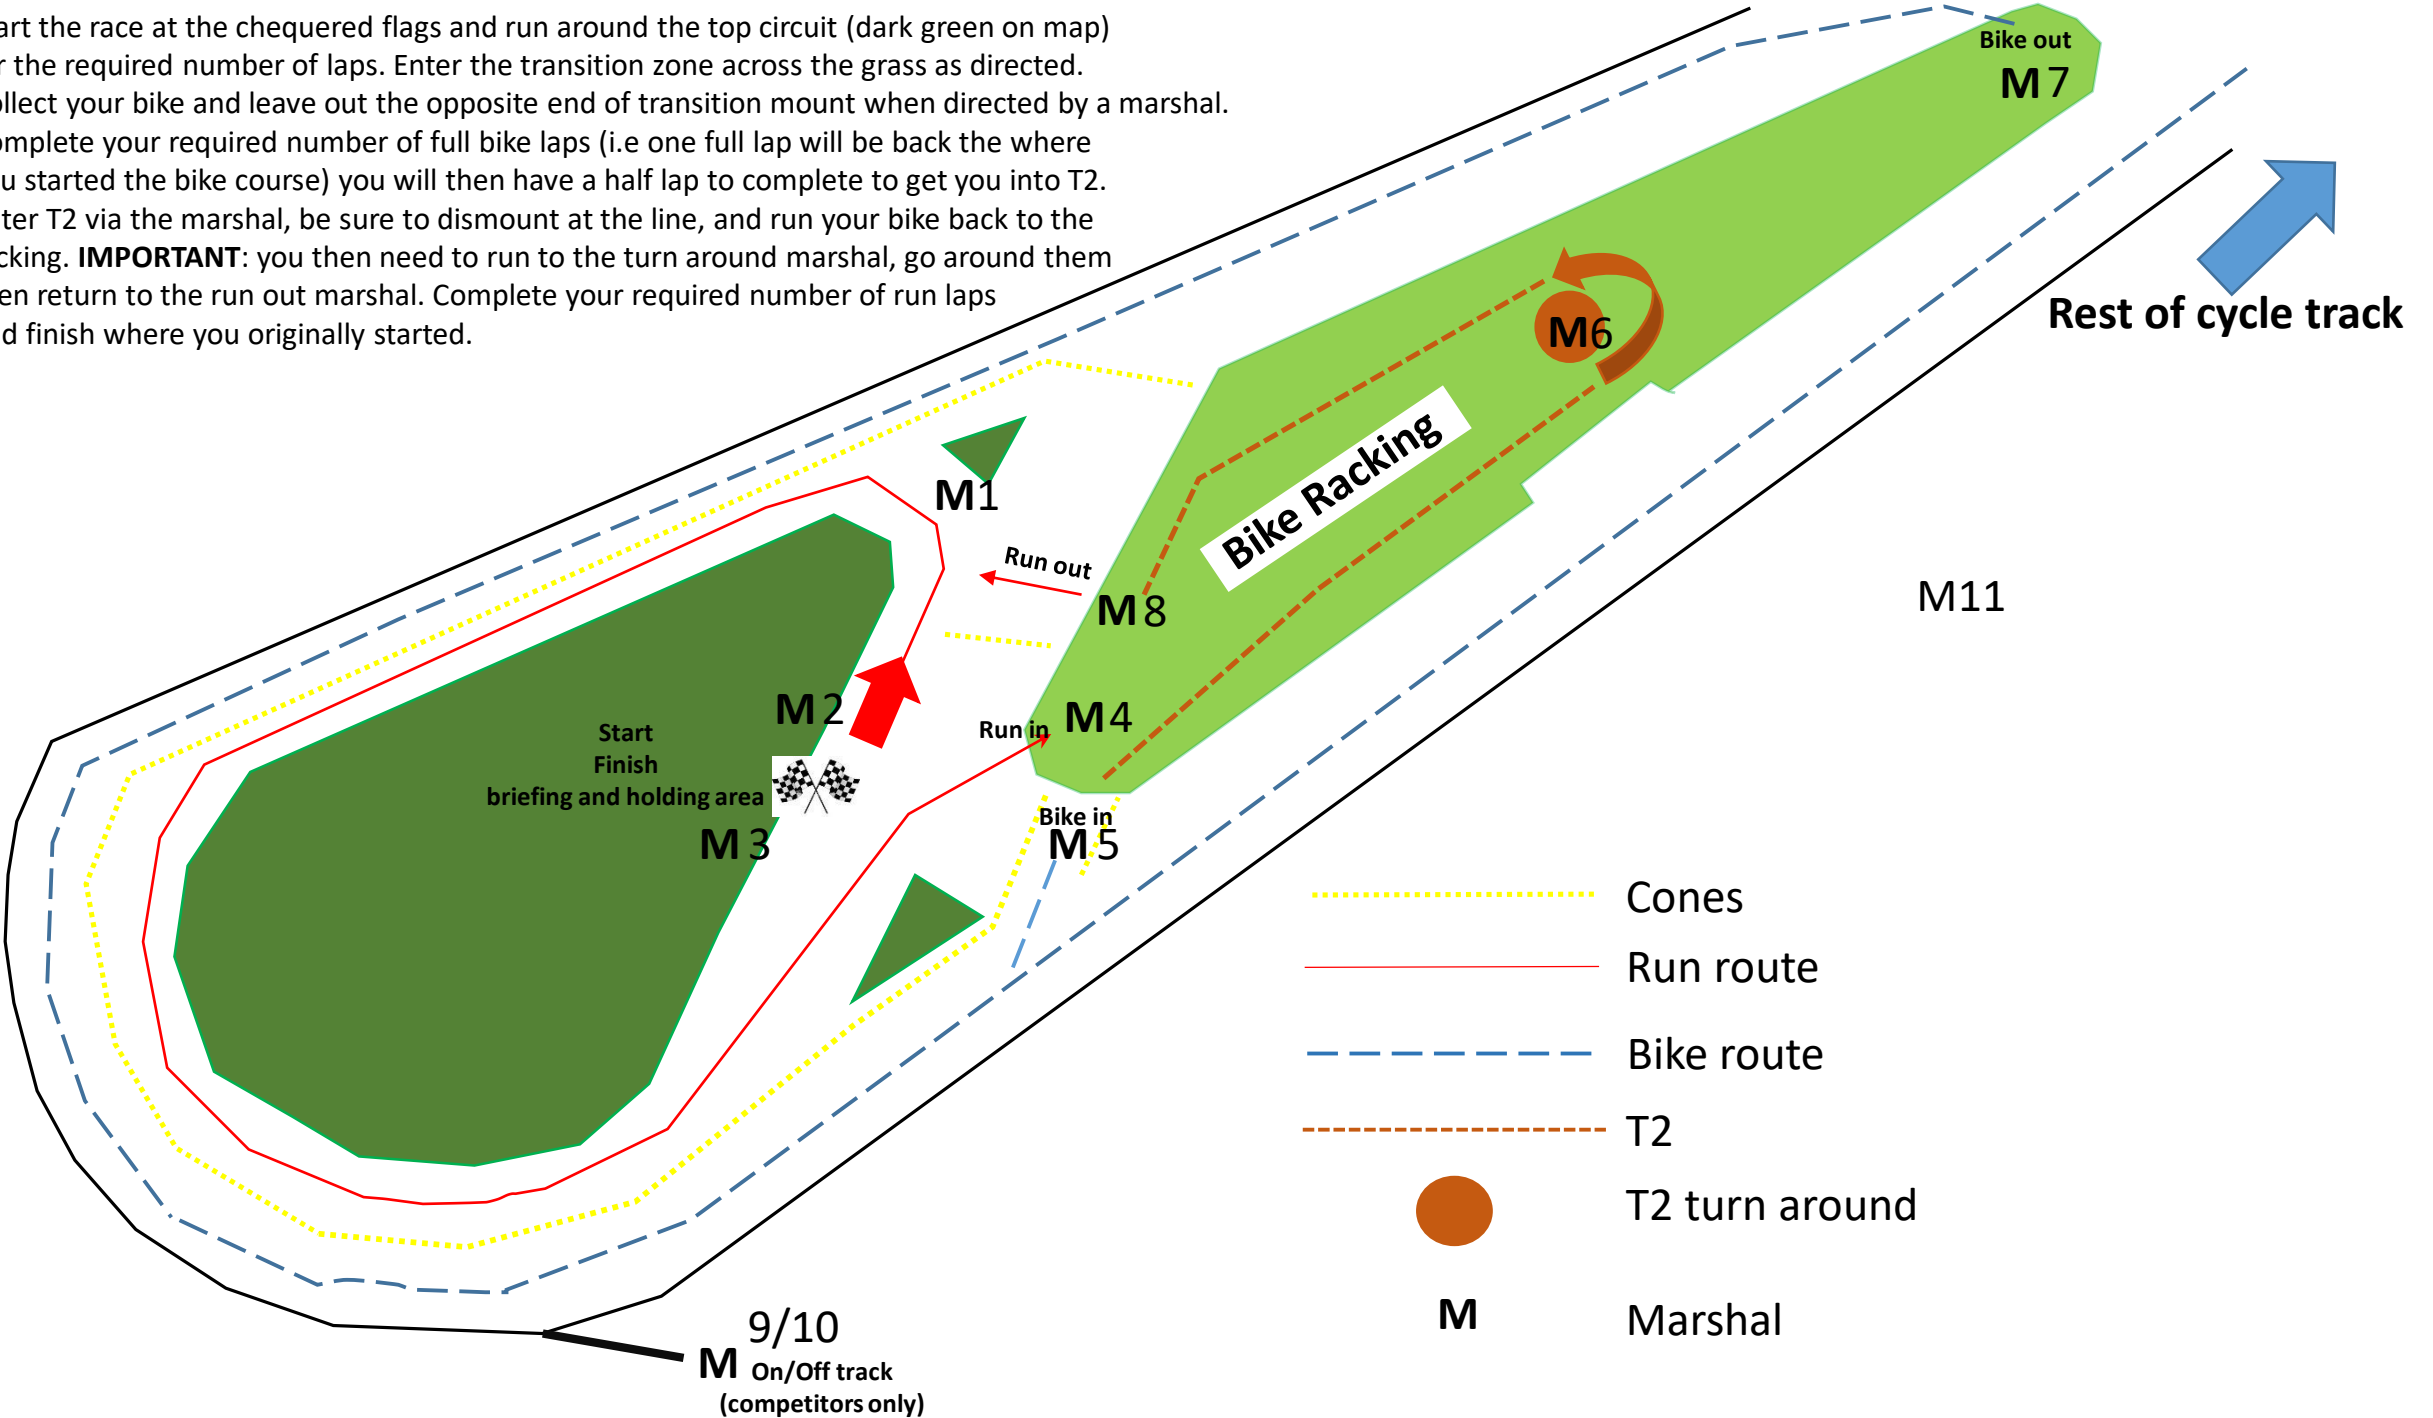 art the race at the chequered flags and run around the top circuit (dark green on map)
r the required number of laps. Enter the transition zone across the grass as directed.
ollect your bike and leave out the opposite end of transition mount when directed by a marshal.
omplete your required number of full bike laps (i.e one full lap will be back the where
u started the bike course) you will then have a half lap to complete to get you into T2.
ter T2 via the marshal, be sure to dismount at the line, and run your bike back to the
cking. IMPORTANT: you then need to run to the turn around marshal, go around them
en return to the run out marshal. Complete your required number of run laps
d finish where you originally started.
Bike out
M 7
Rest of cycle track
M6
Bike Racking
M1
Run out
M 8
M11
M 2
M 4
Run in
Start
Finish
briefing and holding area
M 3
Bike in
M 5
Cones
Run route
Bike route
T2
T2 turn around
M Marshal
9/10
M On/Off track
(competitors only)